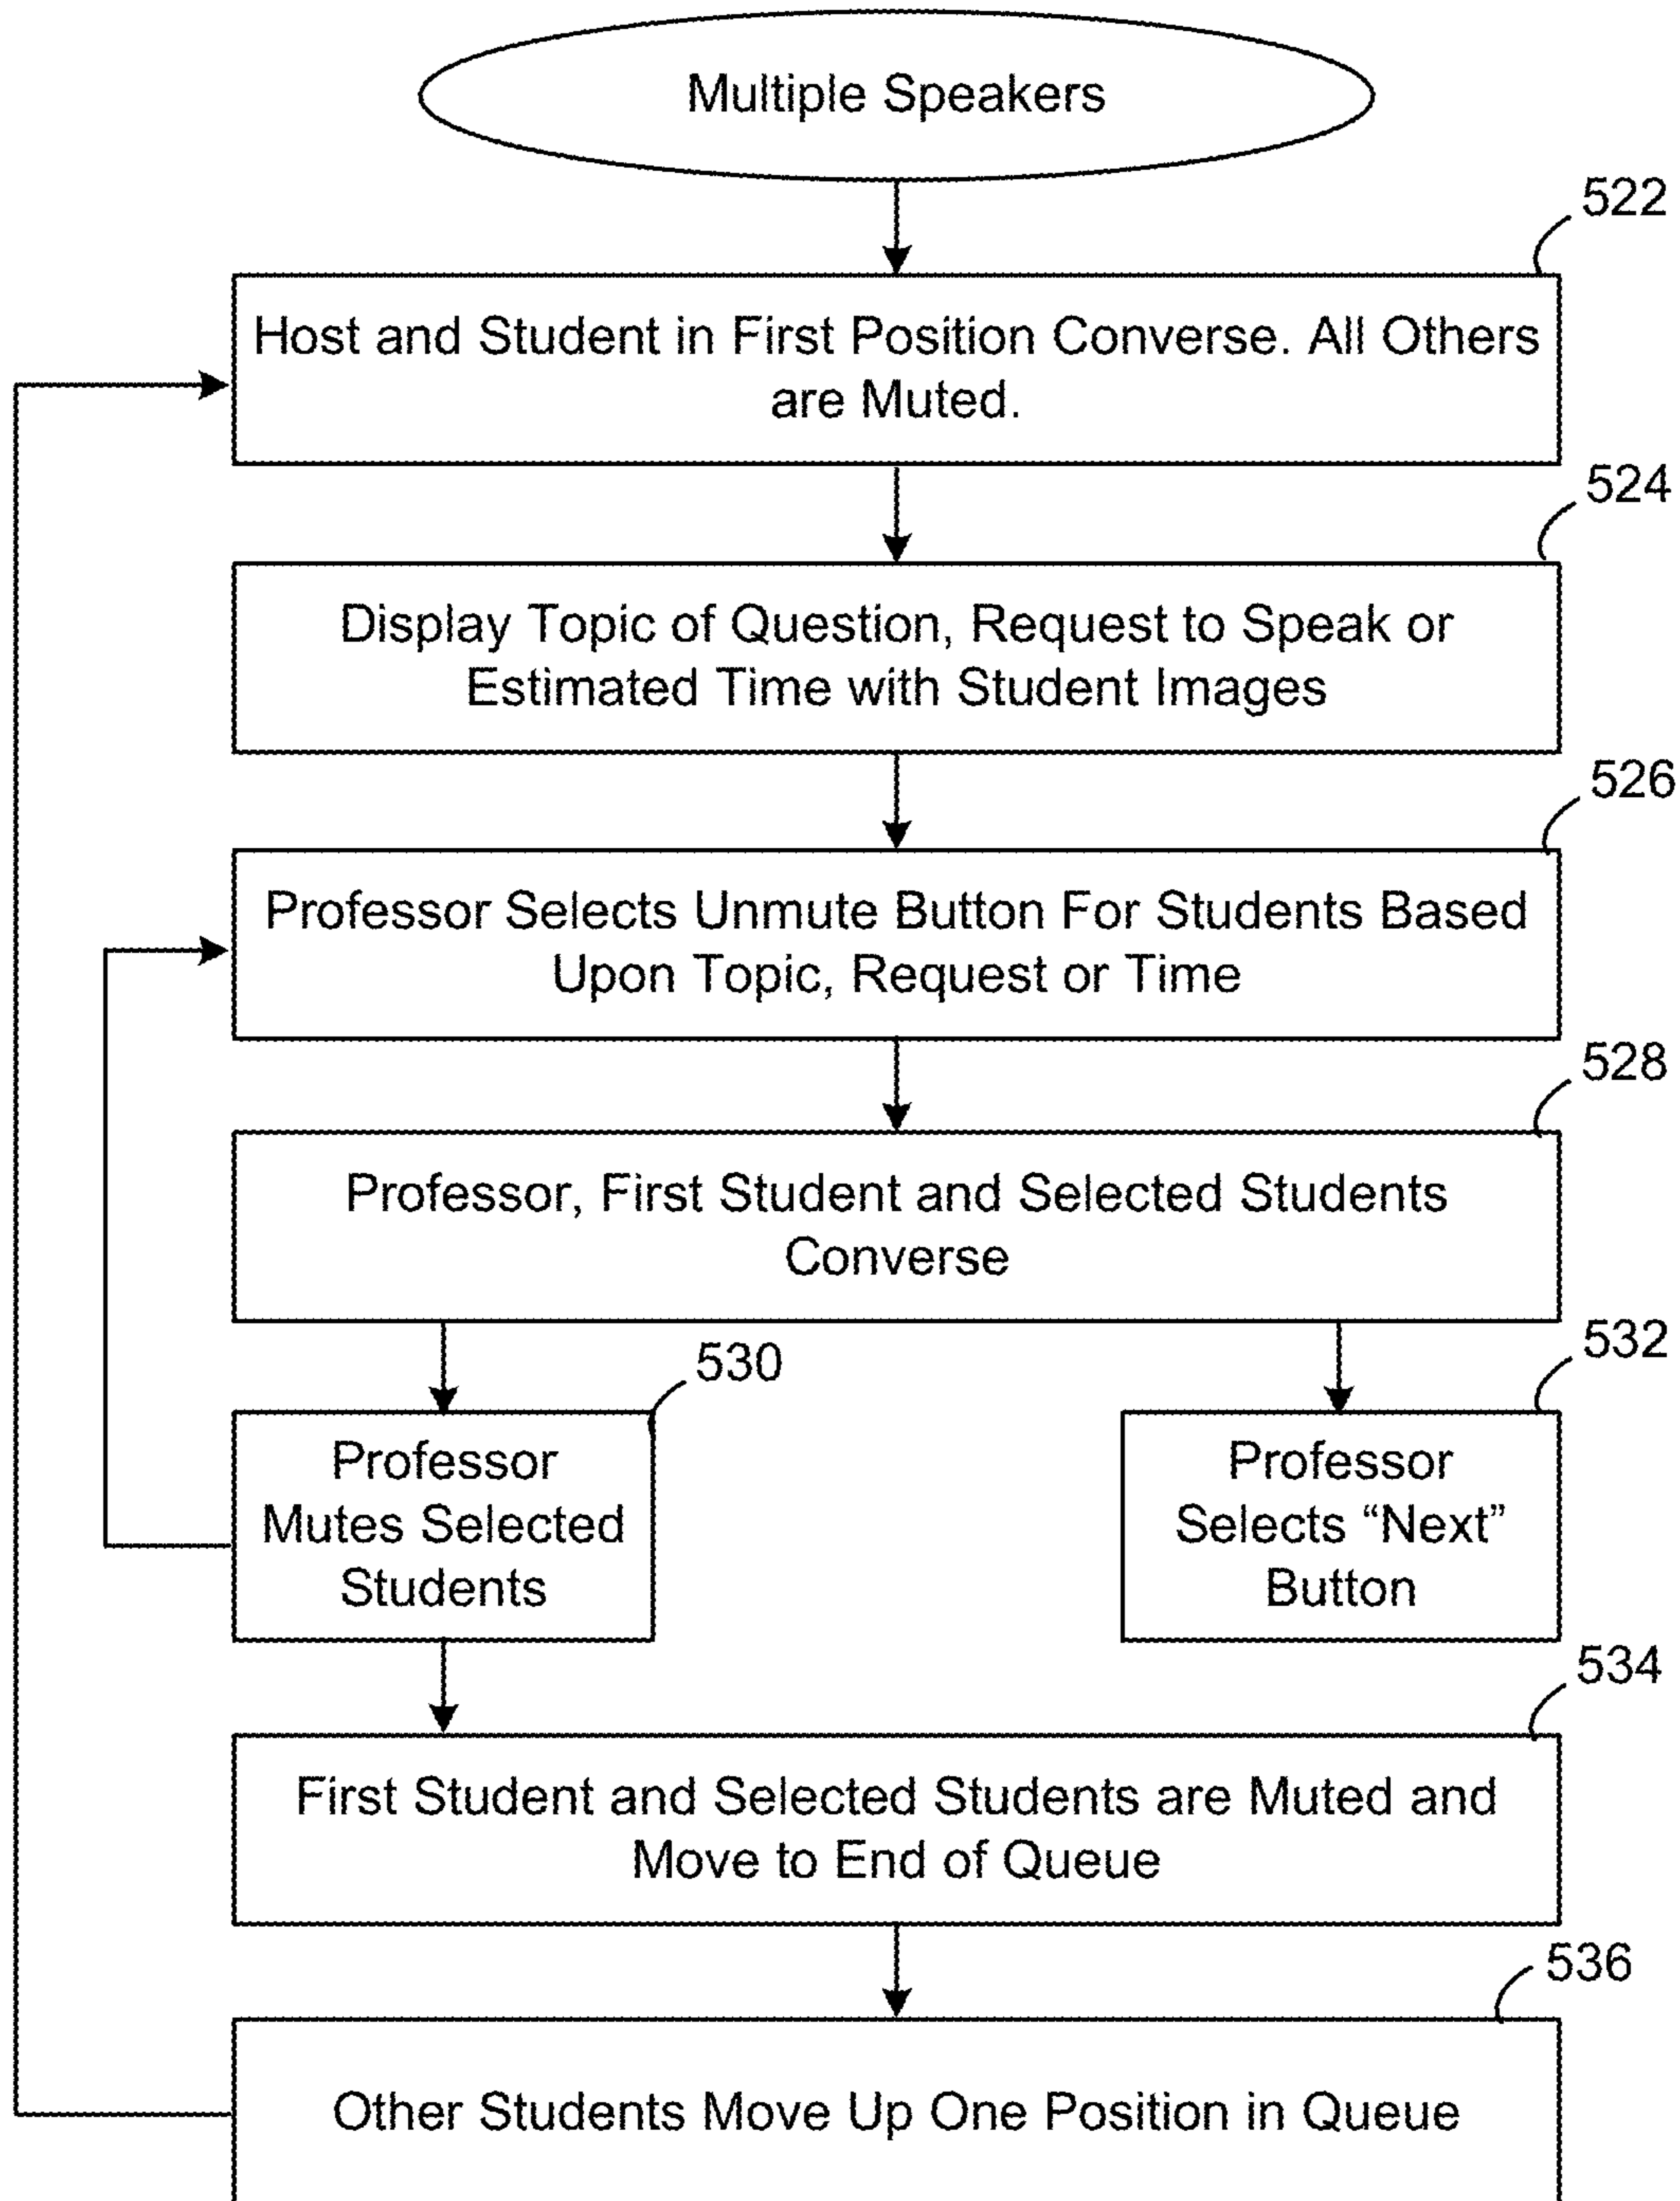 Multiple Speakers
522
Host and Student in First Position Converse. All Others
are Muted.
524
Display Topic of Question, Request to Speak or
Estimated Time with Student Images
526
Professor Selects Unmute Button For Students Based
Upon Topic, Request or Time
528
Professor, First Student and Selected Students
Converse
530
Professor
Mutes Selected
Students
532
Professor
Selects “Next”
Button
534
First Student and Selected Students are Muted and
Move to End of Queue
536
Other Students Move Up One Position in Queue